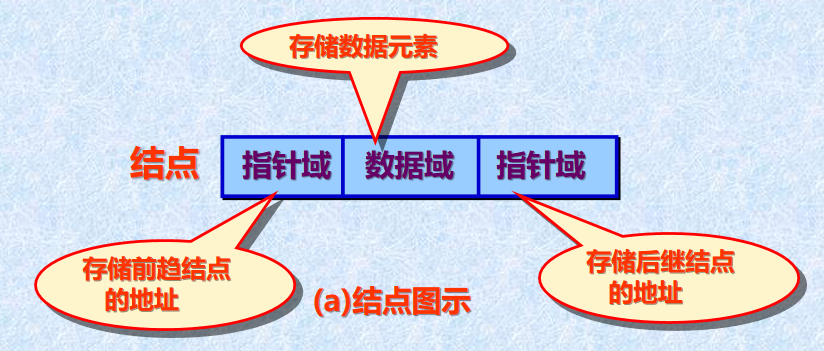 存储数据元素
结点
指针域
数据域
指针域
存储前趋结点
的地址
存储后继结点
的地址
(a)结点图示